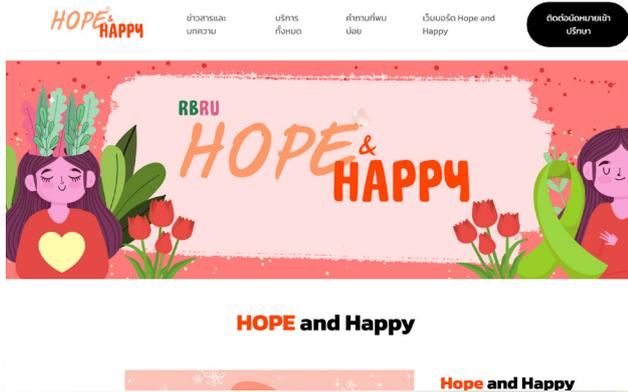 HOPE &
HAPPY
ข่าวสารและ
บทความ
บริการ
ทั้งหมด
คำถามที่พบ
บ่อย
เว็บบอร์ด Hope and
Happy
ติดต่อนัดหมายเข้า
ปรึกษา
RBRU
HOPE &
HAPPY
HOPE and Happy
Hope and Happy